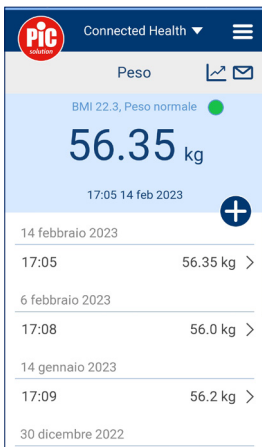 PiC
solution
Connected Health
Peso
BMI 22.3, Peso normale
56.35 kg
17:05 14 feb 2023
14 febbraio 2023
17:05 56.35 kg
6 febbraio 2023
17:08 56.0 kg
14 gennaio 2023
17:09 56.2 kg
30 dicembre 2022